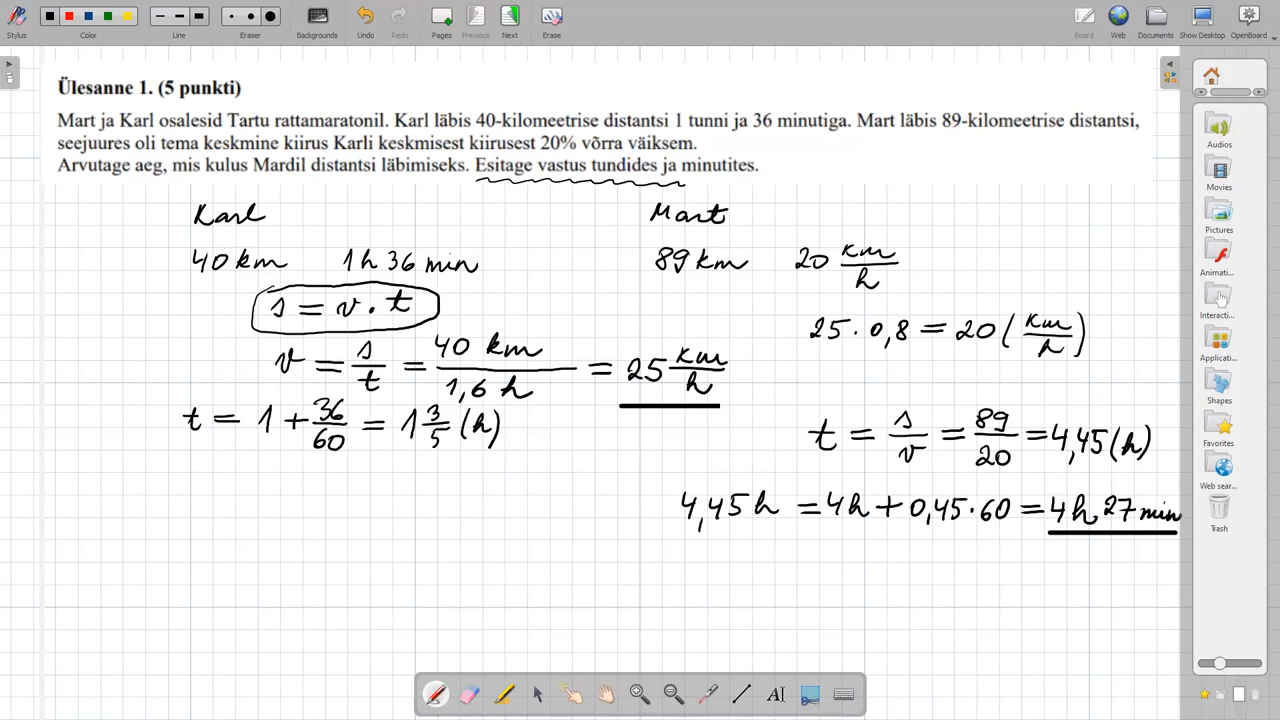 Stylus
Color
Line
Eraser
Backgrounds
Undo
Redo
Pages
Previous
Next
Erase
Board
Web
Documents
Show Desktop
OpenBoard
Ülesanne 1. (5 punkti)
Mart ja Karl osalesid Tartu rattamaratonil. Karl läbis 40-kilomeetrise distantsi 1 tunni ja 36 minutiga. Mart läbis 89-kilomeetrise distantsi,
seejuures oli tema keskmine kiirus Karli keskmisest kiirusest 20% võrra väiksem.
Arvutage aeg, mis kulus Mardil distantsi läbimiseks. Esitage vastus tundides ja minutites.
Karl
Mart
40 km 1h 36 min
89 km 20 km/h
s = v · t
25 · 0,8 = 20 (km/h)
v = s/t = 40 km / 1,6 h = 25 km/h
t = 1 + 36/60 = 1 3/5 (h)
t = s/v = 89/20 = 4,45 (h)
4,45 h = 4h + 0,45 · 60 = 4h 27 min
Audios
Movies
Pictures
Animati...
Interacti...
Applicati...
Shapes
Favorites
Web sear...
Trash